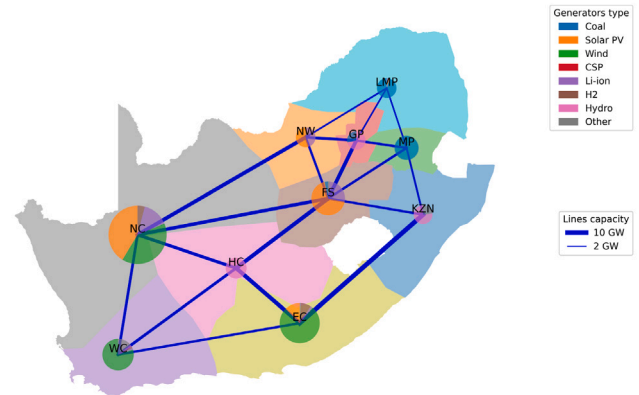 Generators type
Coal
Solar PV
Wind
CSP
Li-ion
H2
Hydro
Other
LMP
NW
GP
MP
FS
KZN
NC
HC
EC
WC
Lines capacity
10 GW
2 GW